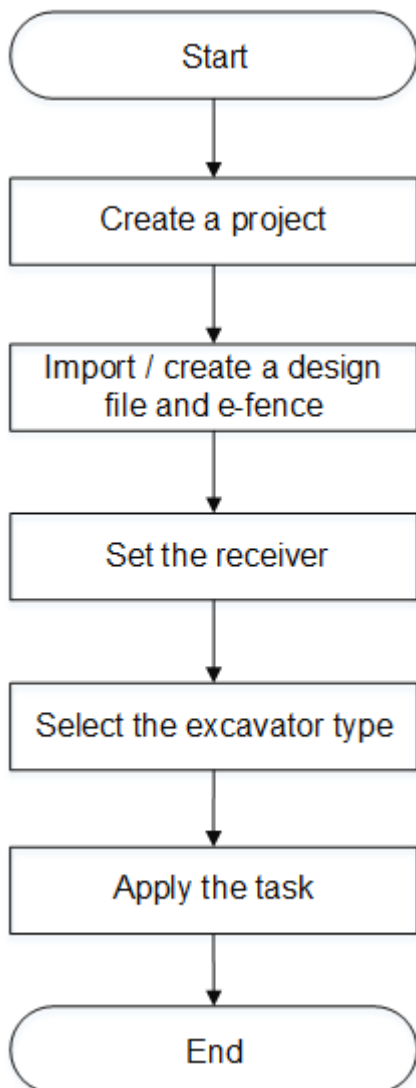 Start
Create a project
Import / create a design
file and e-fence
Set the receiver
Select the excavator type
Apply the task
End